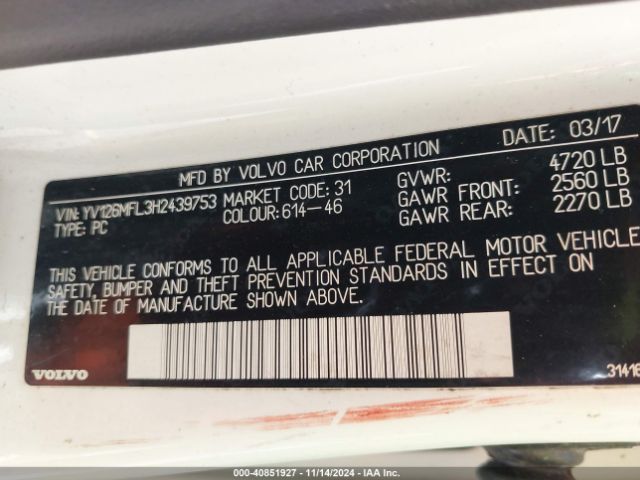 MFD BY VOLVO CAR CORPORATION DATE: 03/17
VIN: YV126MFL3H2439753 MARKET CODE: 31 GVWR: 4720 LB
TYPE: PC COLOUR: 614-46 GAWR FRONT: 2560 LB
GAWR REAR: 2270 LB
THIS VEHICLE CONFORMS TO ALL APPLICABLE FEDERAL MOTOR VEHICLE
SAFETY, BUMPER AND THEFT PREVENTION STANDARDS IN EFFECT ON
THE DATE OF MANUFACTURE SHOWN ABOVE.
VOLVO 31416
000-40851927 - 11/14/2024 - IAA Inc.